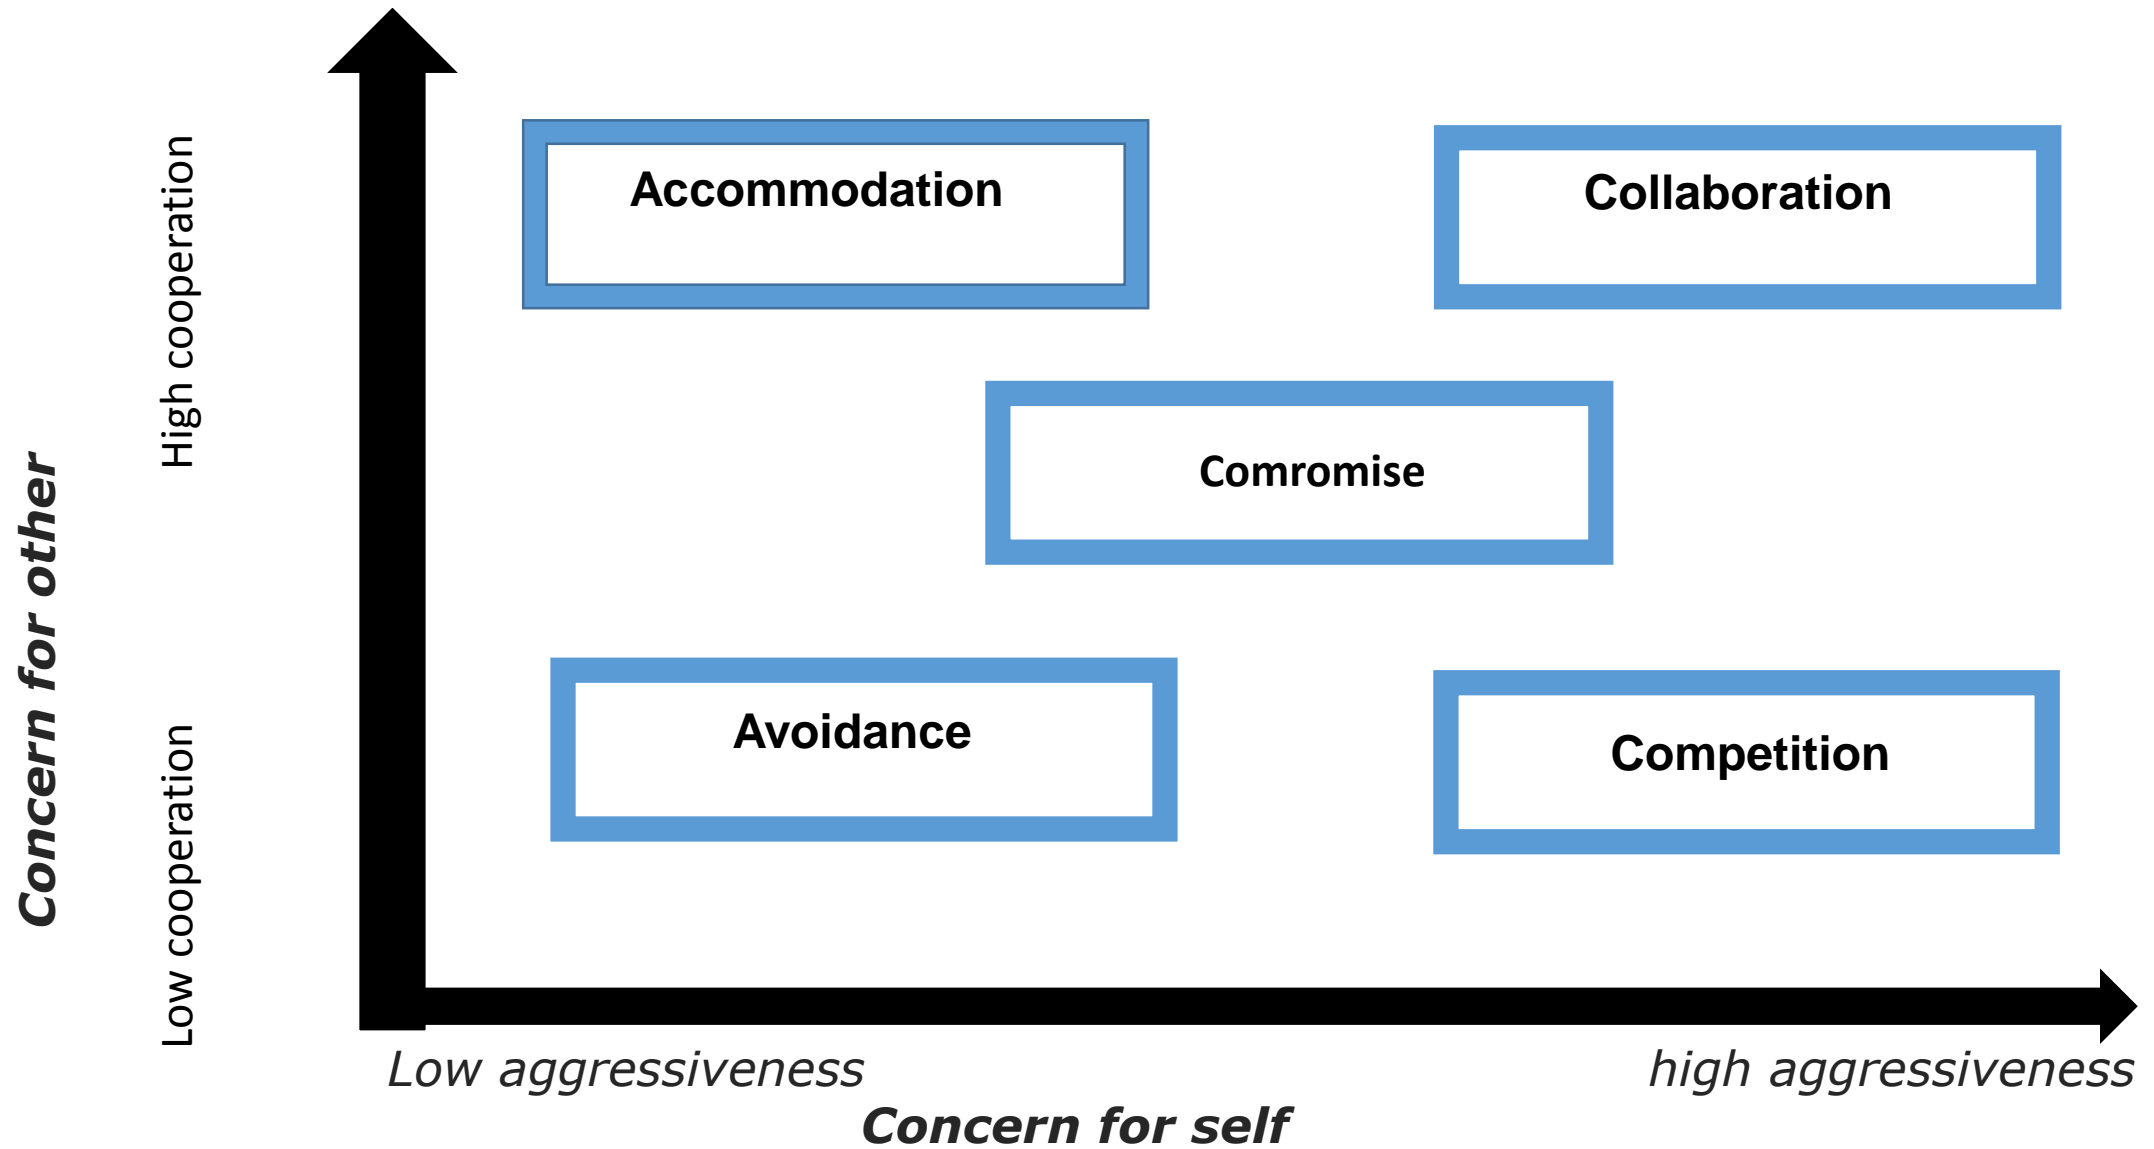 High cooperation
Accommodation
Collaboration
Comromise
Concern for other
Low cooperation
Avoidance
Competition
Low aggressiveness
high aggressiveness
Concern for self